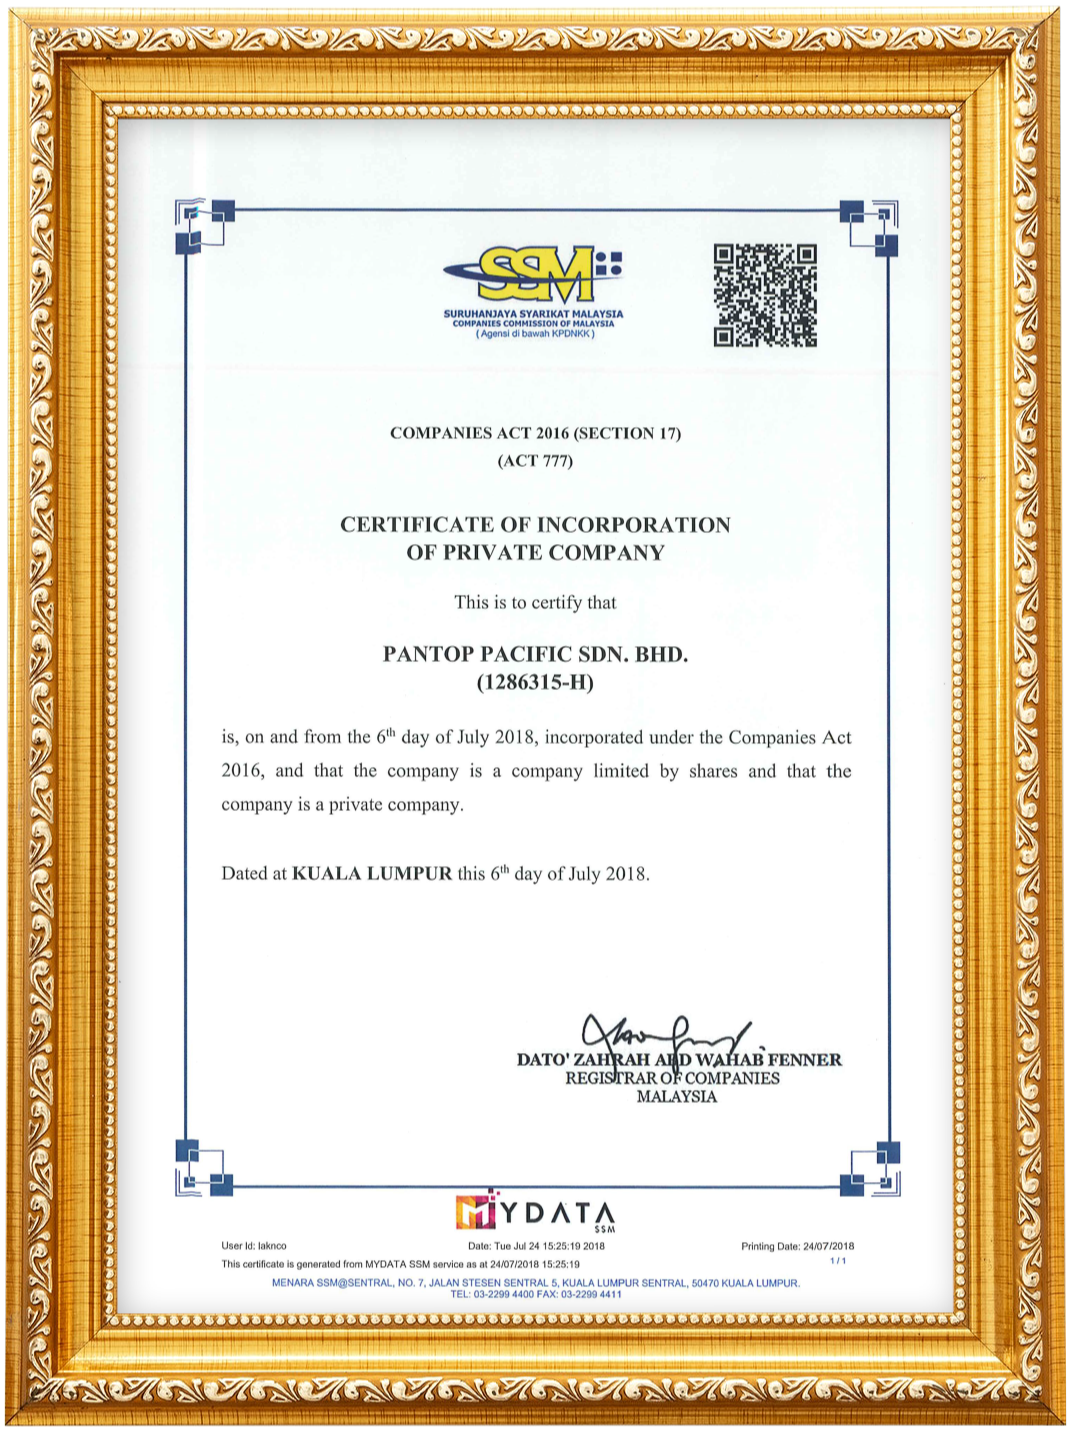 SSM
SURUHANJAYA SYARIKAT MALAYSIA
COMPANIES COMMISSION OF MALAYSIA
( Agensi di bawah KPDNKK )
COMPANIES ACT 2016 (SECTION 17)
(ACT 777)
CERTIFICATE OF INCORPORATION
OF PRIVATE COMPANY
This is to certify that
PANTOP PACIFIC SDN. BHD.
(1286315-H)
is, on and from the 6th day of July 2018, incorporated under the Companies Act
2016, and that the company is a company limited by shares and that the
company is a private company.
Dated at KUALA LUMPUR this 6th day of July 2018.
DATO' ZAHRAH ABD WAHAB FENNER
REGISTRAR OF COMPANIES
MALAYSIA
MYDATA
SSM
User Id: laknco Date: Tue Jul 24 15:25:19 2018 Printing Date: 24/07/2018
This certificate is generated from MYDATA SSM service as at 24/07/2018 15:25:19 1 / 1
MENARA SSM@SENTRAL, NO. 7, JALAN STESEN SENTRAL 5, KUALA LUMPUR SENTRAL, 50470 KUALA LUMPUR.
TEL: 03-2299 4400 FAX: 03-2299 4411